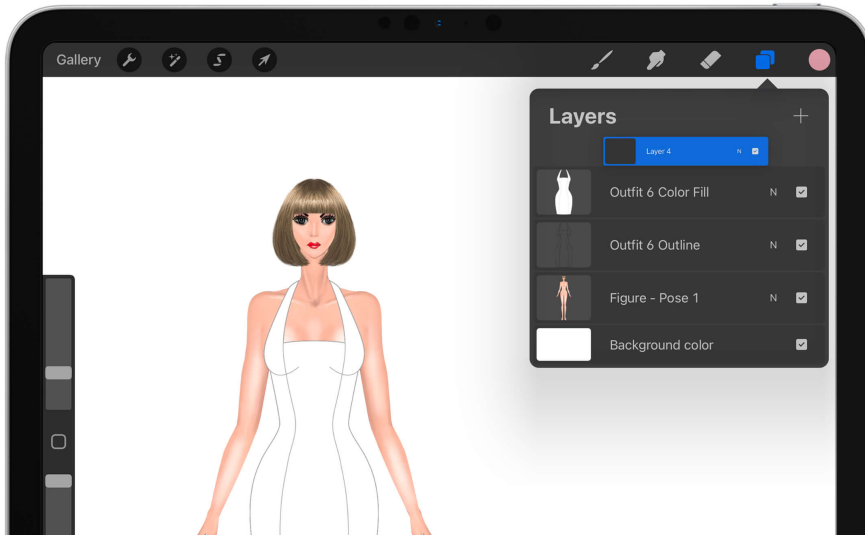 Gallery
Layers
Layer 4 N
Outfit 6 Color Fill N
Outfit 6 Outline N
Figure - Pose 1 N
Background color